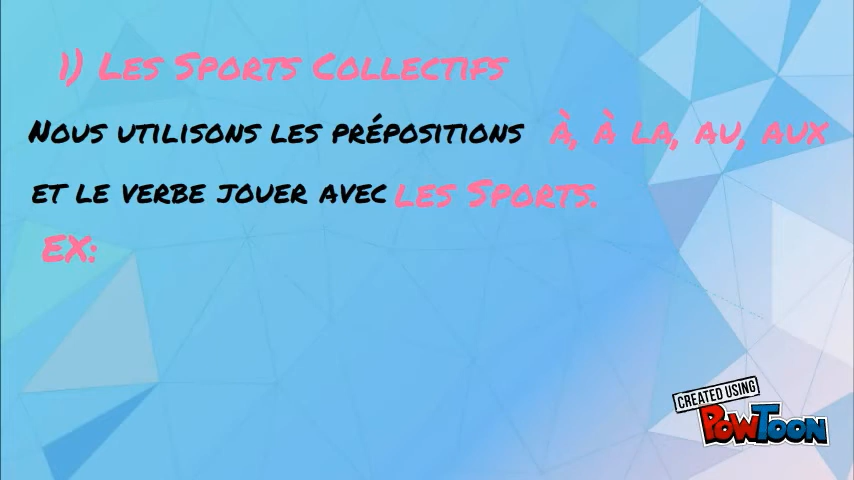 1) Les Sports Collectifs
Nous utilisons les prépositions à, à la, au, aux
et le verbe jouer avec les Sports.
EX:
CREATED USING
POWTOON